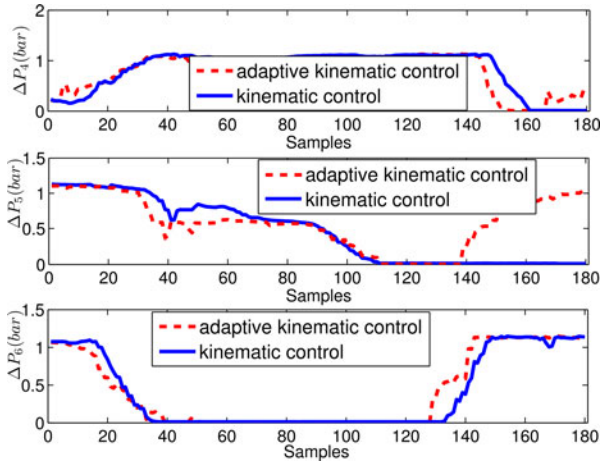 2
1
0
ΔP₄(bar)
adaptive kinematic control
kinematic control
0 20 40 60 80 100 120 140 160 180
Samples
1.5
1
0.5
0
ΔP₅(bar)
adaptive kinematic control
kinematic control
0 20 40 60 80 100 120 140 160 180
Samples
1.5
1
0.5
0
ΔP₆(bar)
adaptive kinematic control
kinematic control
0 20 40 60 80 100 120 140 160 180
Samples